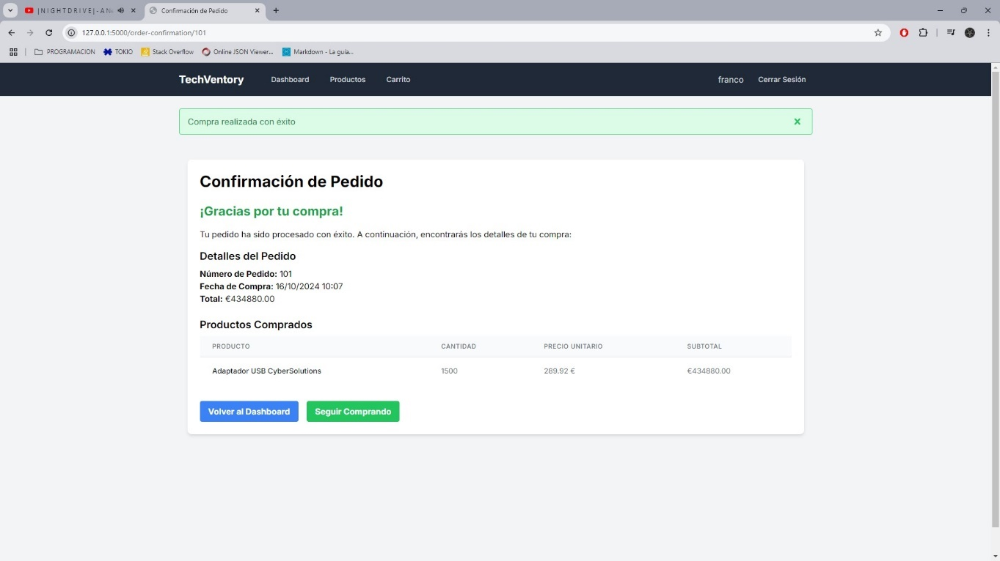 |NIGHTDRIVE|-AN
Confirmación de Pedido
127.0.0.1:5000/order-confirmation/101
PROGRAMACION
TOKIO
Stack Overflow
Online JSON Viewer...
Markdown - La guía...
TechVentory
Dashboard
Productos
Carrito
franco
Cerrar Sesión
Compra realizada con éxito
Confirmación de Pedido
¡Gracias por tu compra!
Tu pedido ha sido procesado con éxito. A continuación, encontrarás los detalles de tu compra:
Detalles del Pedido
Número de Pedido: 101
Fecha de Compra: 16/10/2024 10:07
Total: €434880.00
Productos Comprados
PRODUCTO CANTIDAD PRECIO UNITARIO SUBTOTAL
Adaptador USB CyberSolutions 1500 289.92 € €434880.00
Volver al Dashboard
Seguir Comprando